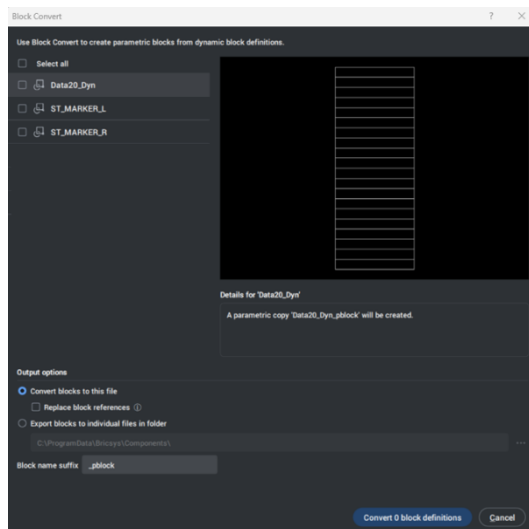 Block Convert
Use Block Convert to create parametric blocks from dynamic block definitions.
Select all
Data20_Dyn
ST_MARKER_L
ST_MARKER_R
Details for 'Data20_Dyn'
A parametric copy 'Data20_Dyn_pblock' will be created.
Output options
Convert blocks to this file
Replace block references
Export blocks to individual files in folder
C:\ProgramData\Bricsys\Components\
...
Block name suffix _pblock
Convert 0 block definitions Cancel